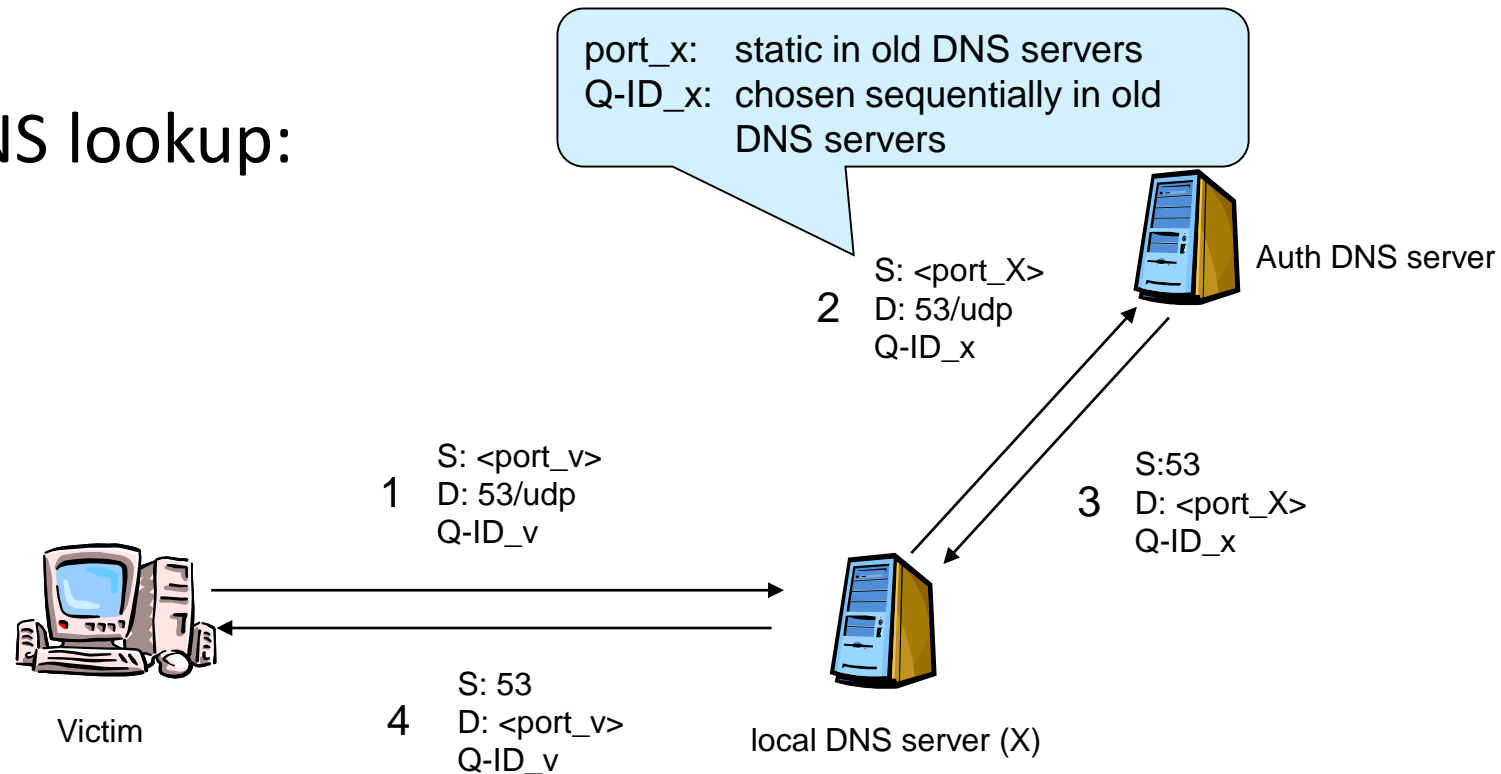 port_x: static in old DNS servers
Q-ID_x: chosen sequentially in old
DNS servers
NS lookup:
Auth DNS server
S: <port_X>
2 D: 53/udp
Q-ID_x
S: <port_v>
1 D: 53/udp
Q-ID_v
S:53
3 D: <port_X>
Q-ID_x
S: 53
4 D: <port_v>
Q-ID_v
Victim
local DNS server (X)